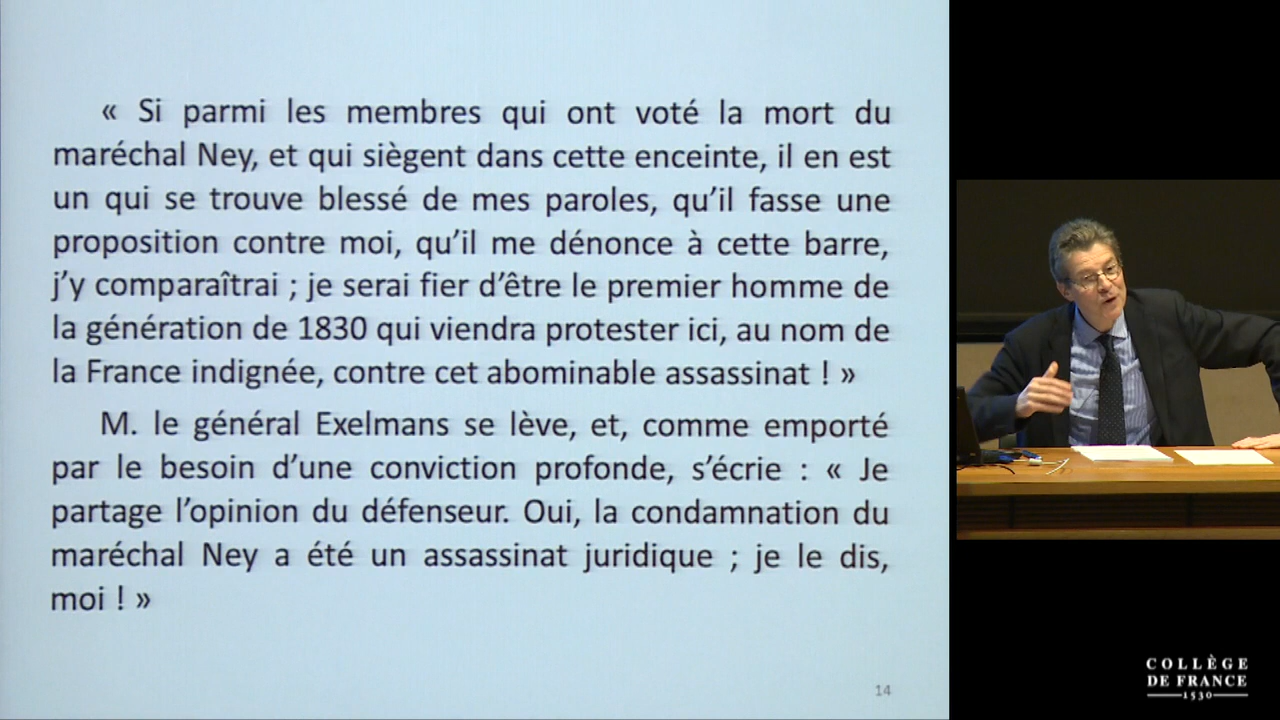 « Si parmi les membres qui ont voté la mort du
maréchal Ney, et qui siègent dans cette enceinte, il en est
un qui se trouve blessé de mes paroles, qu’il fasse une
proposition contre moi, qu’il me dénonce à cette barre,
j’y comparaîtrai ; je serai fier d’être le premier homme de
la génération de 1830 qui viendra protester ici, au nom de
la France indignée, contre cet abominable assassinat ! »
M. le général Exelmans se lève, et, comme emporté
par le besoin d’une conviction profonde, s’écrie : « Je
partage l’opinion du défenseur. Oui, la condamnation du
maréchal Ney a été un assassinat juridique ; je le dis,
moi ! »
14
COLLÈGE
DE FRANCE
1530